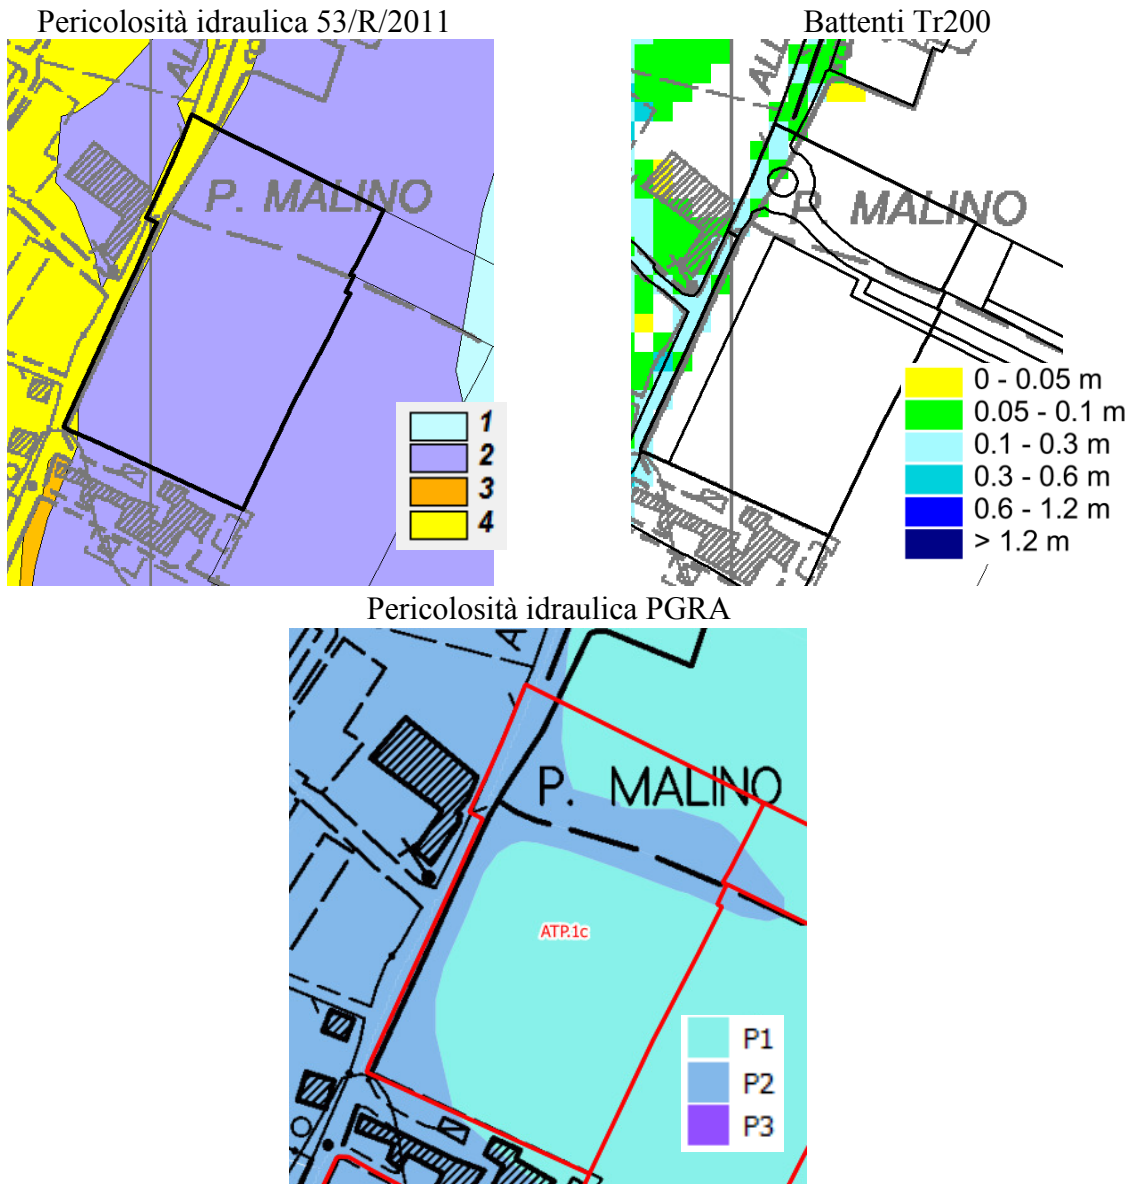 Pericolosità idraulica 53/R/2011
Battenti Tr200
ALL
P. MALINO
1
2
3
4
AL
P. MALINO
0 - 0.05 m
0.05 - 0.1 m
0.1 - 0.3 m
0.3 - 0.6 m
0.6 - 1.2 m
> 1.2 m
Pericolosità idraulica PGRA
A
P. MALINO
ATP.1c
P1
P2
P3